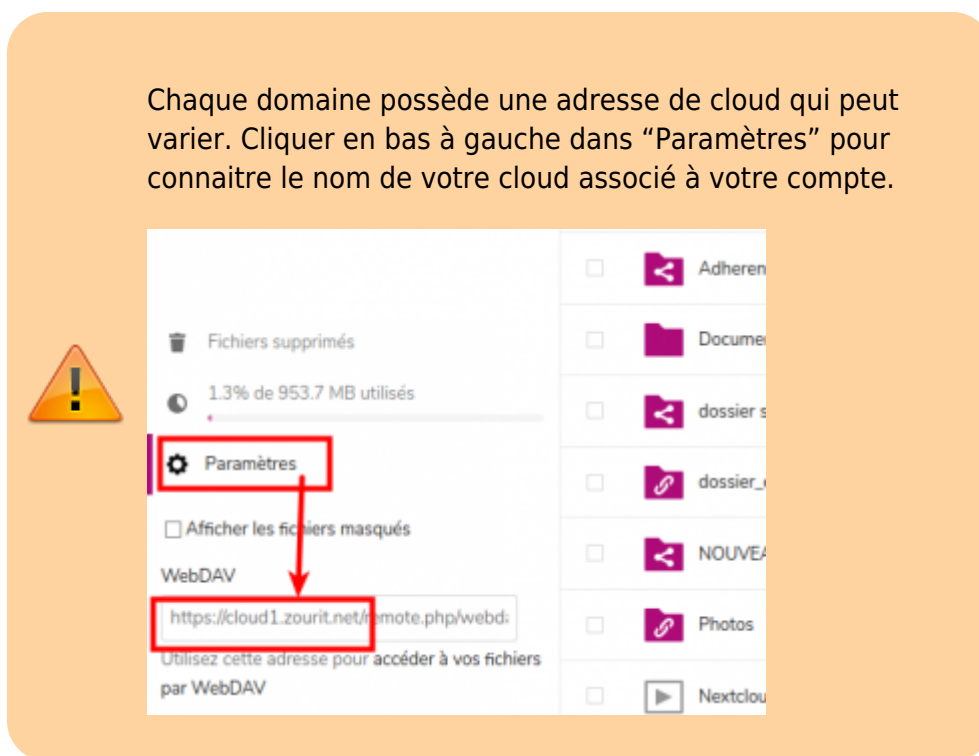 Chaque domaine possède une adresse de cloud qui peut
varier. Cliquer en bas à gauche dans “Paramètres” pour
connaitre le nom de votre cloud associé à votre compte.
Fichiers supprimés
1.3% de 953.7 MB utilisés
Paramètres
Afficher les fichiers masqués
WebDAV
https://cloud1.zourit.net/remote.php/webd
Utilisez cette adresse pour accéder à vos fichiers
par WebDAV
Adheren
Docume
dossier s
dossier_
NOUVEA
Photos
Nextclou